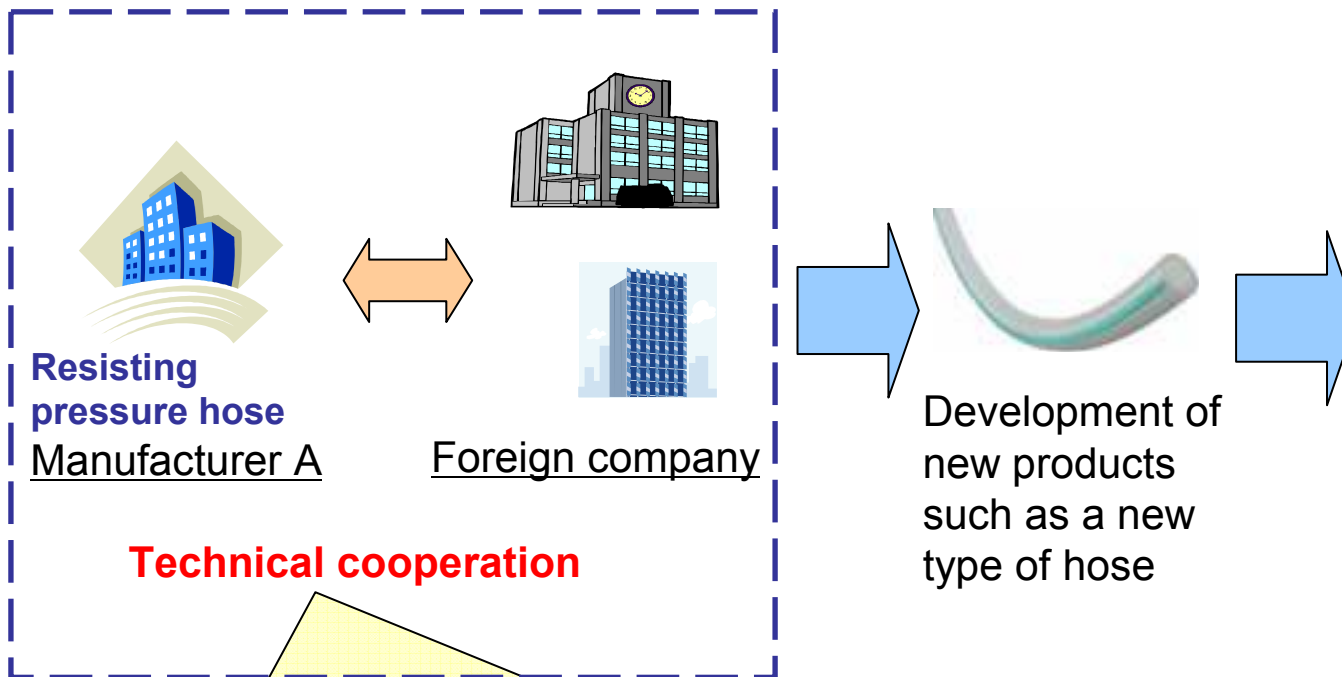 Resisting
pressure hose
Manufacturer A
Foreign company
Technical cooperation
Development of
new products
such as a new
type of hose